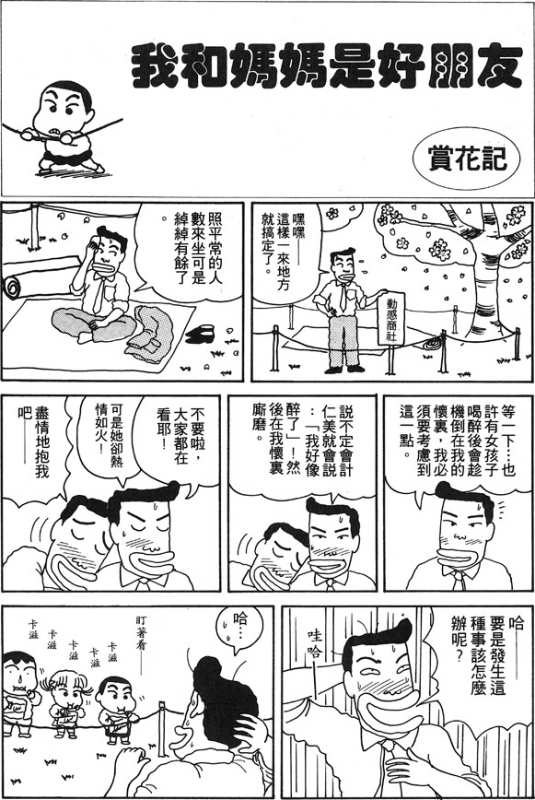 我和媽媽是好朋友
賞花記
嘿嘿——
這樣一來地方
就搞定了。
動感商社
照平常的人
數來坐可是
綽綽有餘了
。
等一下…也
許有女孩子
喝醉後會趁
機倒在我的
懷裏，我必
須要考慮到
這一點。
說不定會計
仁美就會說
：「我好像
醉了」！然
後在我懷裏
廝磨。
不要啦，
大家都在
看耶！
可是她卻熱
情如火！
盡情地抱我
吧——
哈——
要是發生這
種事該怎麼
辦呢？
哇哈
哈…
盯著看——
卡滋
卡滋
卡滋
卡滋